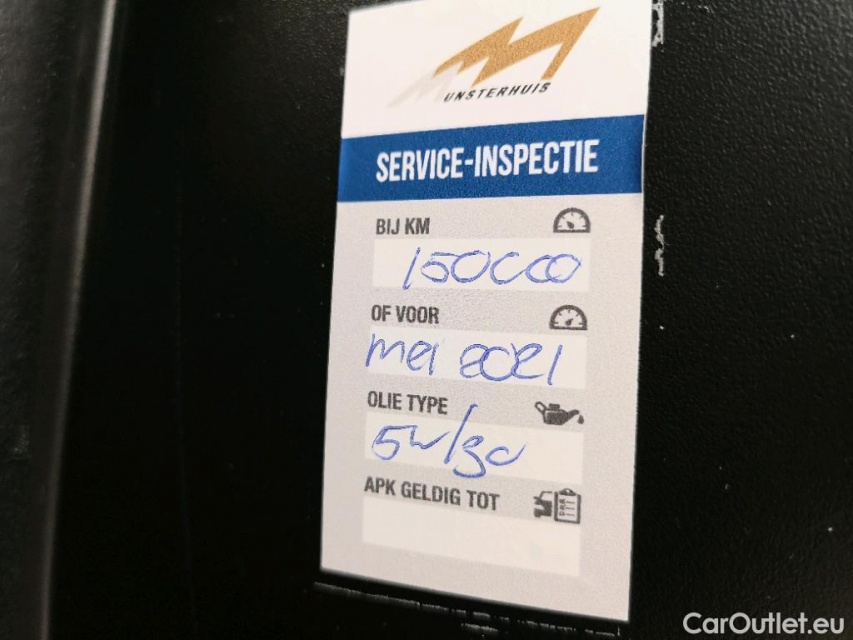 MUNSTERHUIS
SERVICE-INSPECTIE
BIJ KM
150000
OF VOOR
mei 2021
OLIE TYPE
5w/30
APK GELDIG TOT
CarOutlet.eu